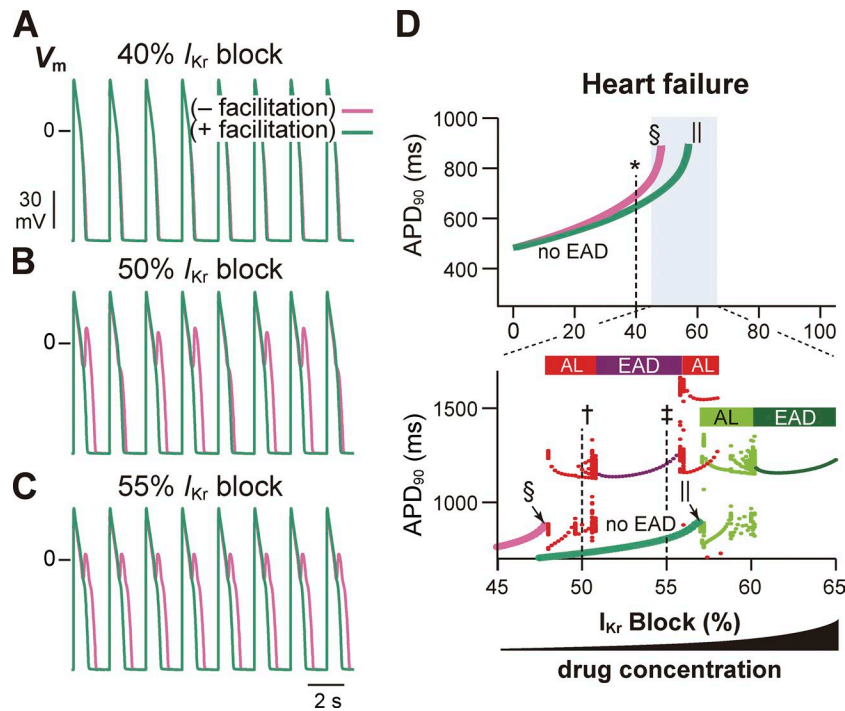 A
Vm
40% IKr block
(– facilitation)
(+ facilitation)
0
30
mV
B
50% IKr block
0
C
55% IKr block
0
2 s
D
Heart failure
1000
800
600
400
APD90 (ms)
§
||
*
no EAD
0 20 40 60 80 100
AL EAD AL
AL EAD
1500
1000
APD90 (ms)
† ‡
§
||
no EAD
45 50 55 60 65
IKr Block (%)
drug concentration